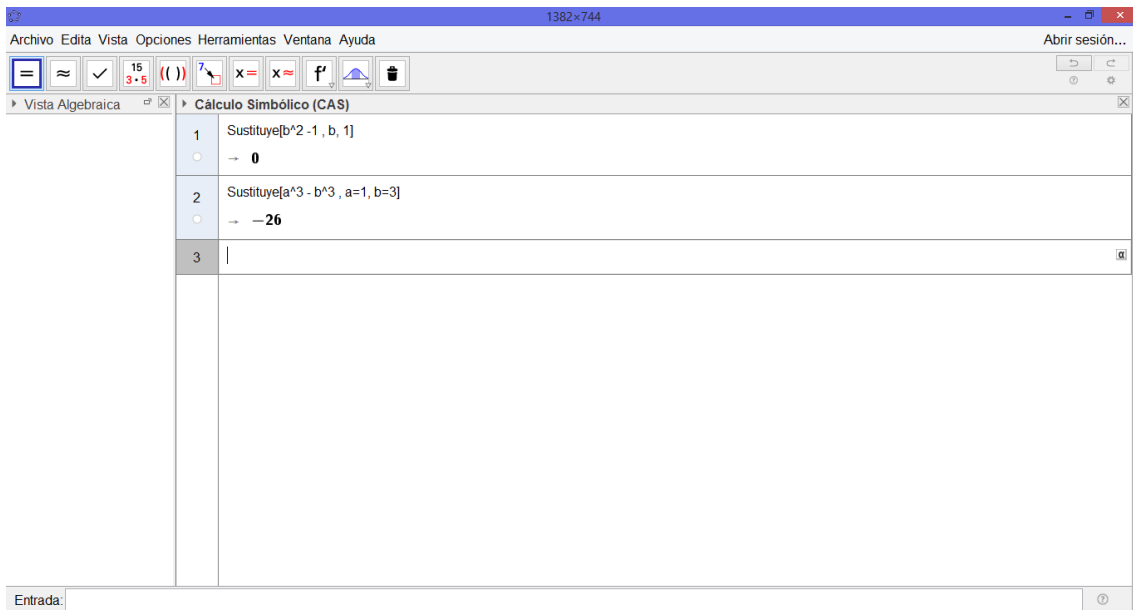 1382×744
Archivo Edita Vista Opciones Herramientas Ventana Ayuda Abrir sesión...
= ≈ ✓ 15 3·5 (( )) 7 x= x≈ f'
Vista Algebraica Cálculo Simbólico (CAS)
1 Sustituye[b^2 -1 , b, 1]
→ 0
2 Sustituye[a^3 - b^3 , a=1, b=3]
→ −26
3 α
Entrada: